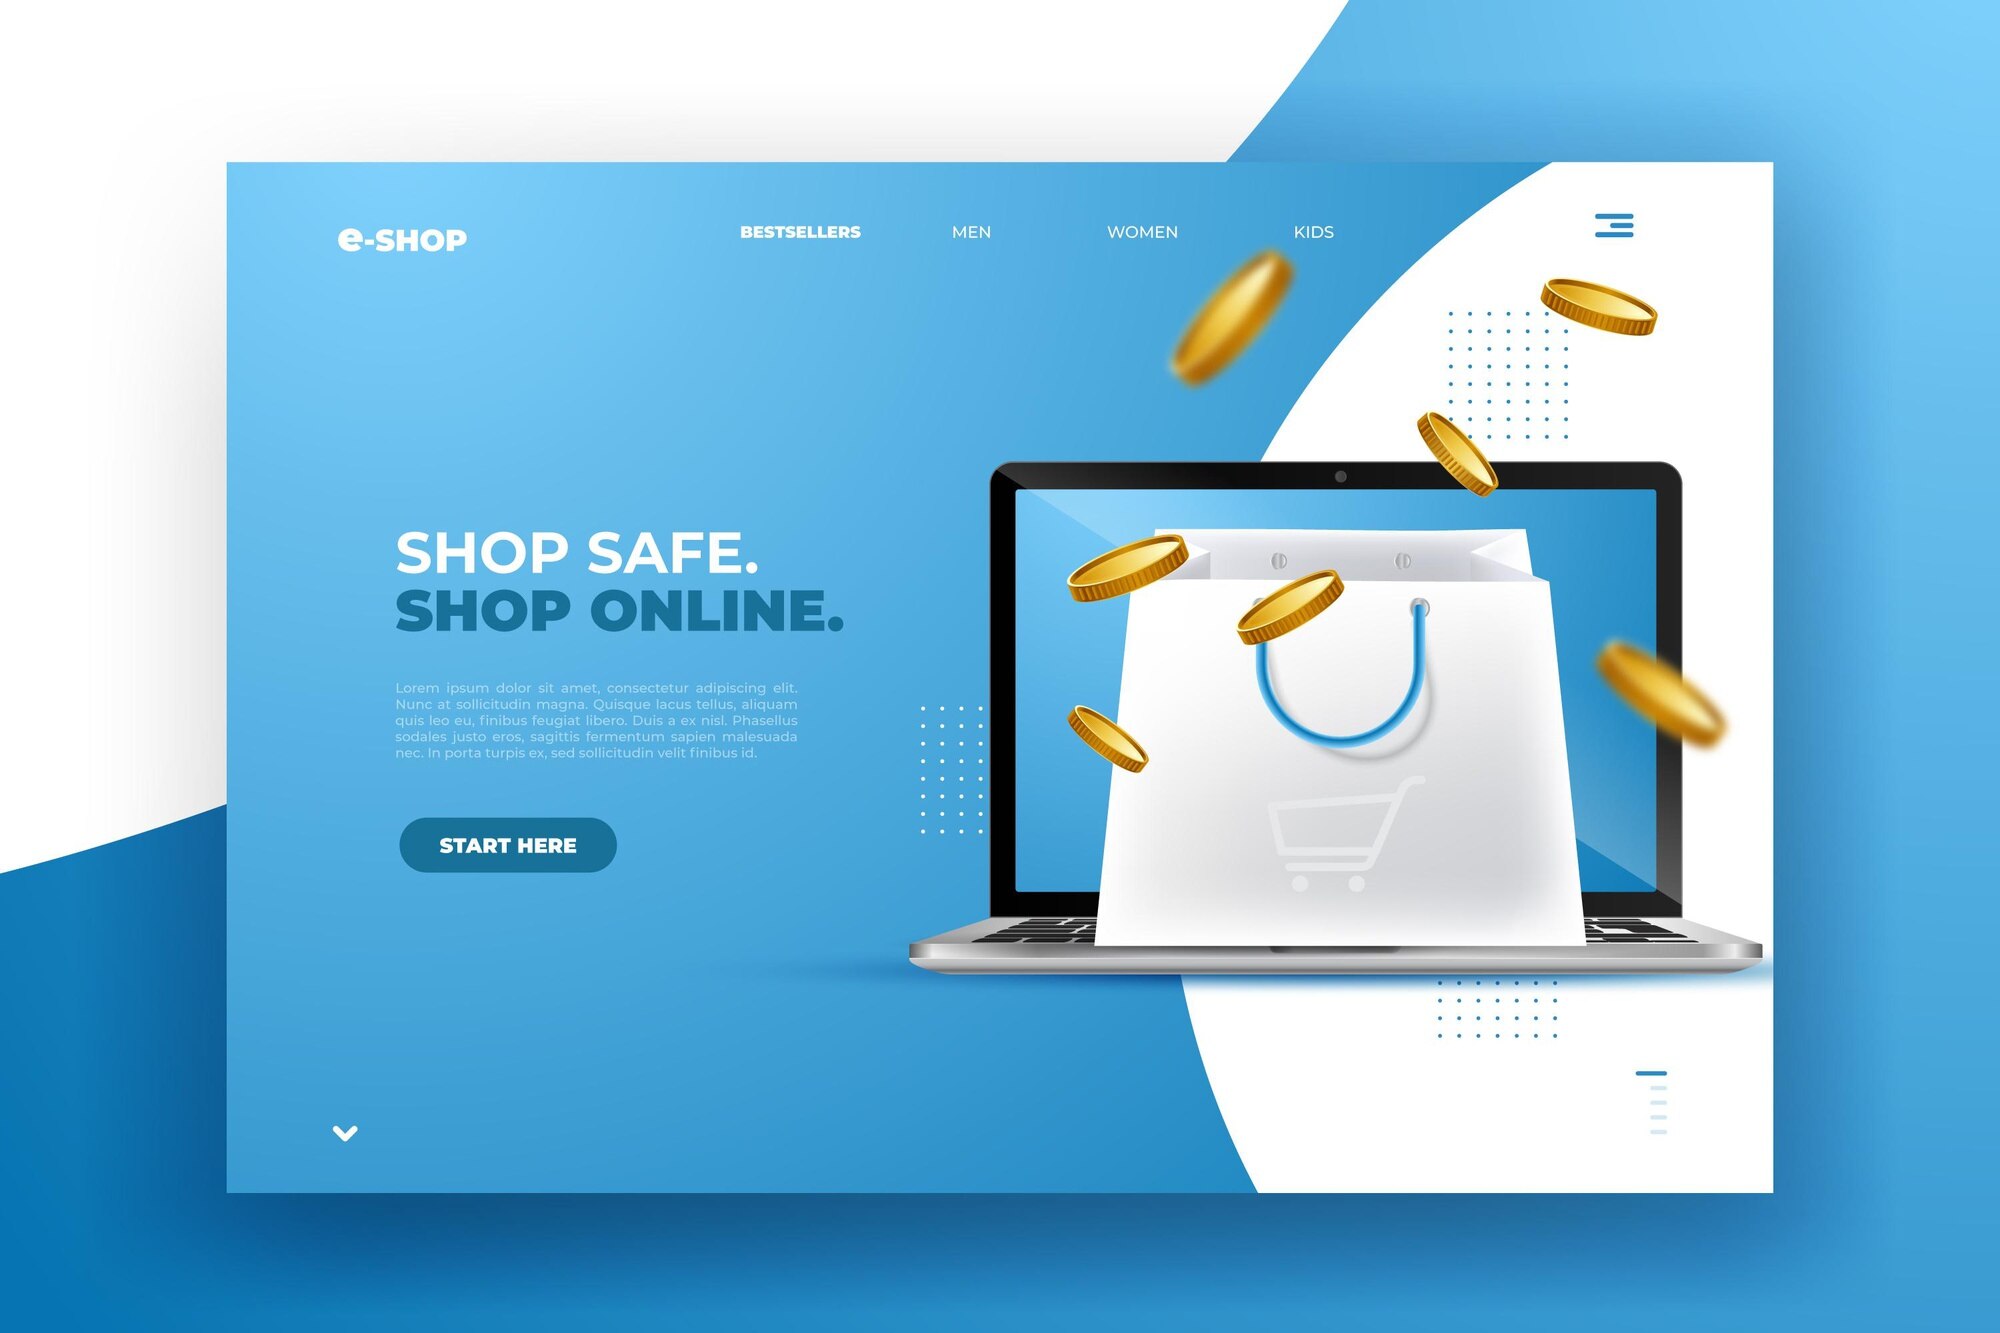 e-SHOP
BESTSELLERS MEN WOMEN KIDS
SHOP SAFE.
SHOP ONLINE.
Lorem ipsum dolor sit amet, consectetur adipiscing elit.
Nunc at sollicitudin magna. Quisque lacus tellus, aliquam
quis leo eu, finibus feugiat libero. Duis a ex nisl. Phasellus
sodales justo eros, sagittis fermentum sapien malesuada
nec. In porta turpis ex, sed sollicitudin velit finibus id.
START HERE